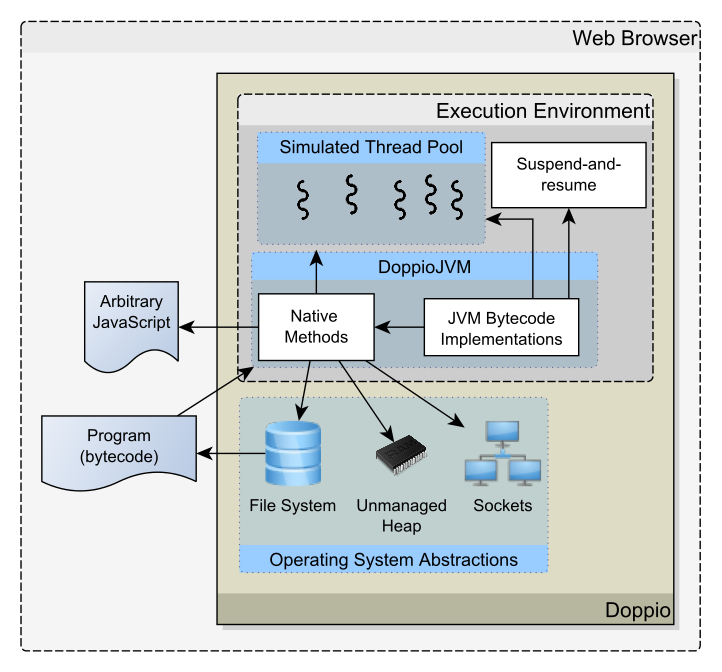 Web Browser
Execution Environment
Simulated Thread Pool
Suspend-and-
resume
DoppioJVM
Arbitrary
JavaScript
Native
Methods
JVM Bytecode
Implementations
Program
(bytecode)
File System
Unmanaged
Heap
Sockets
Operating System Abstractions
Doppio